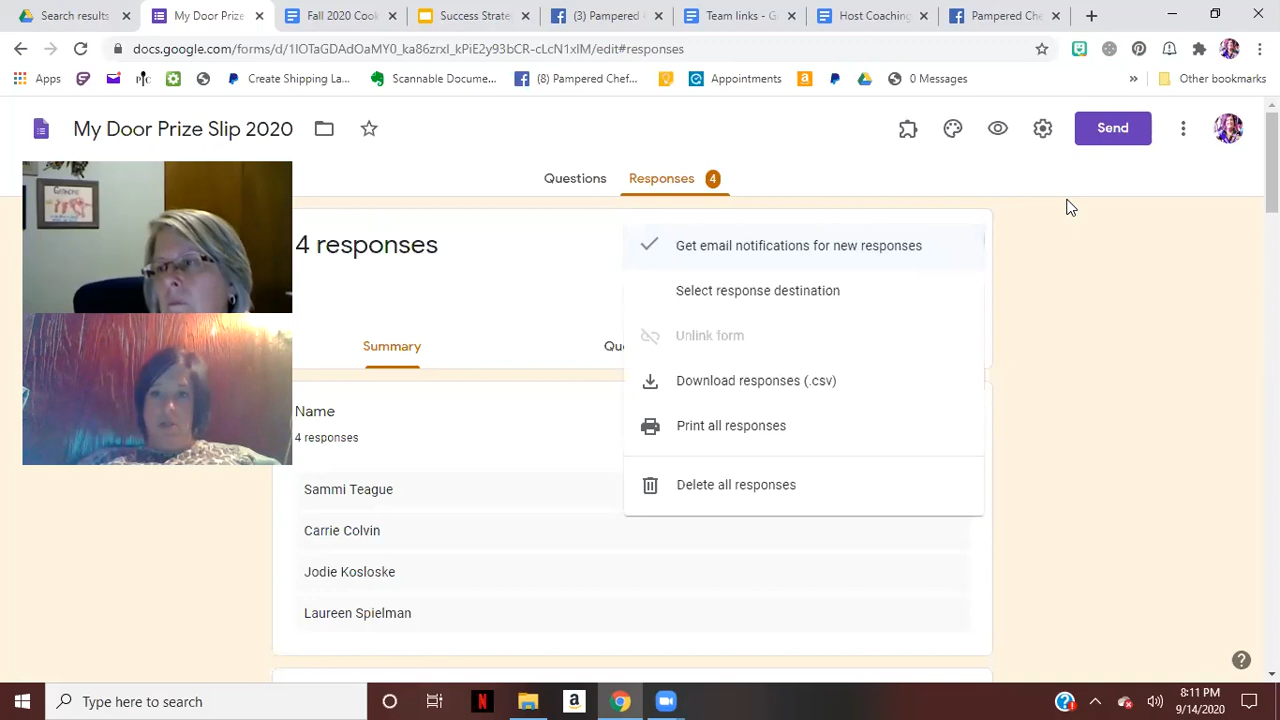 Search results
My Door Prize
Fall 2020 Cook
Success Strate
(3) Pampered
Team links - G
Host Coaching
Pampered Che
docs.google.com/forms/d/1IOTaGDAdOaMY0_ka86zrxl_kPiE2y93bCR-cLcN1xIM/edit#responses
Apps
Create Shipping La...
Scannable Docume...
(8) Pampered Chef...
Appointments
0 Messages
Other bookmarks
My Door Prize Slip 2020
Send
Questions
Responses
4
4 responses
Get email notifications for new responses
Select response destination
Unlink form
Download responses (.csv)
Print all responses
Delete all responses
Summary
Qu
Name
4 responses
Sammi Teague
Carrie Colvin
Jodie Kosloske
Laureen Spielman
Type here to search
8:11 PM
9/14/2020